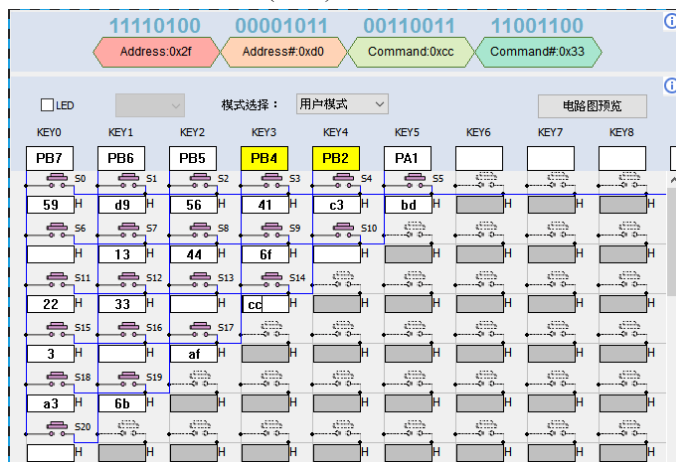 11110100 00001011 00110011 11001100
Address:0x2f Address#:0xd0 Command:0xcc Command#:0x33
LED 模式选择： 用户模式 电路图预览
KEY0 KEY1 KEY2 KEY3 KEY4 KEY5 KEY6 KEY7 KEY8
PB7 PB6 PB5 PB4 PB2 PA1
S0 S1 S2 S3 S4 S5
59 H d9 H 56 H 41 H c3 H bd H H H H
S6 S7 S8 S9 S10
H 13 H 44 H 6f H H H H H H
S11 S12 S13 S14
22 H 33 H H cc H H H H H H
S15 S16 S17
3 H H af H H H H H H H
S18 S19
a3 H 6b H H H H H H H H
S20
H H H H H H H H H